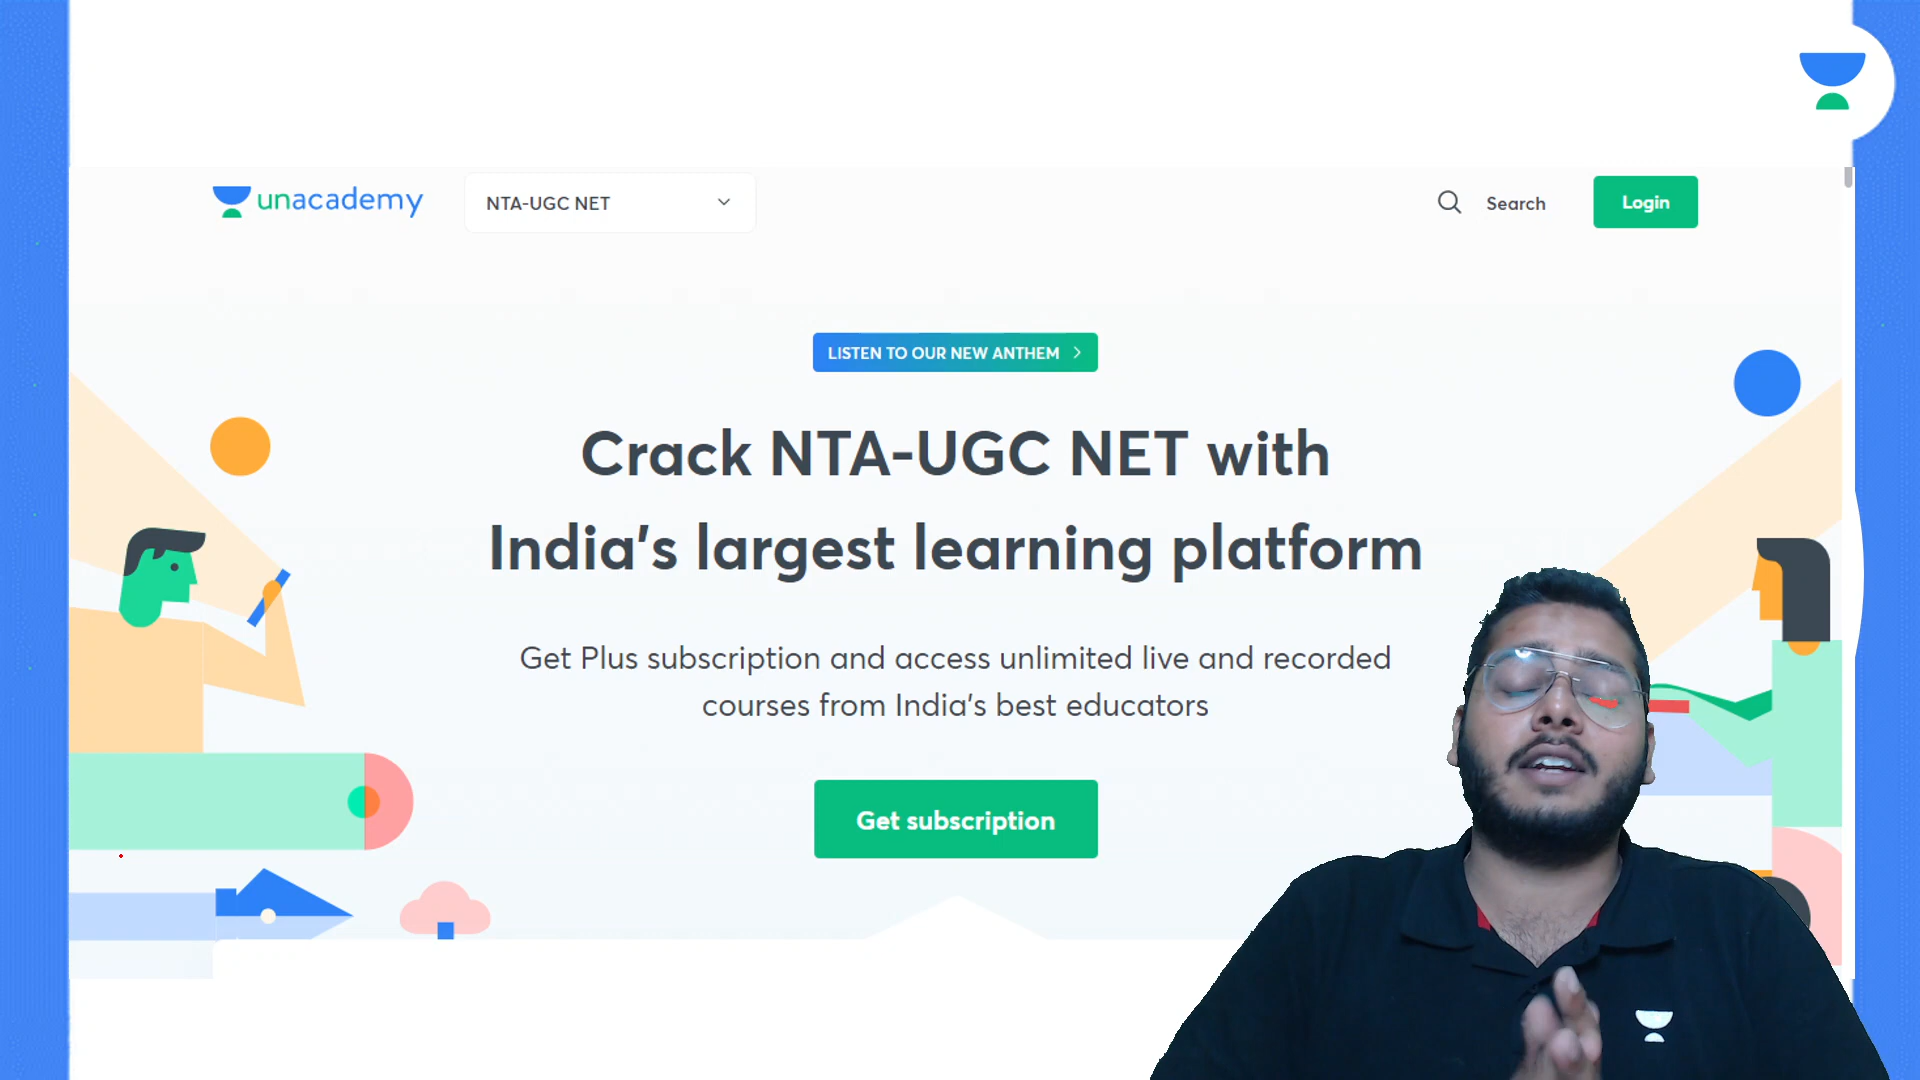 unacademy
NTA-UGC NET
Search
Login
LISTEN TO OUR NEW ANTHEM
Crack NTA-UGC NET with
India's largest learning platform
Get Plus subscription and access unlimited live and recorded
courses from India's best educators
Get subscription